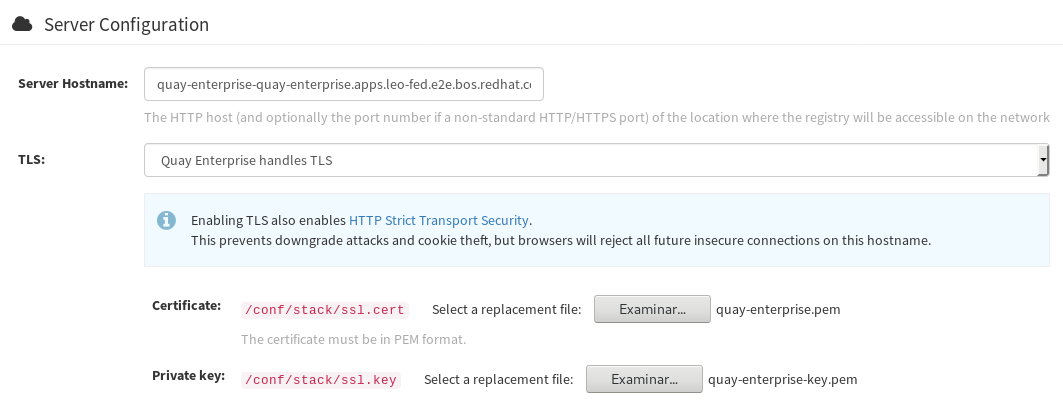 Server Configuration
Server Hostname: quay-enterprise-quay-enterprise.apps.leo-fed.e2e.bos.redhat.c
The HTTP host (and optionally the port number if a non-standard HTTP/HTTPS port) of the location where the registry will be accessible on the network
TLS: Quay Enterprise handles TLS
Enabling TLS also enables HTTP Strict Transport Security.
This prevents downgrade attacks and cookie theft, but browsers will reject all future insecure connections on this hostname.
Certificate: /conf/stack/ssl.cert Select a replacement file: Examinar... quay-enterprise.pem
The certificate must be in PEM format.
Private key: /conf/stack/ssl.key Select a replacement file: Examinar... quay-enterprise-key.pem